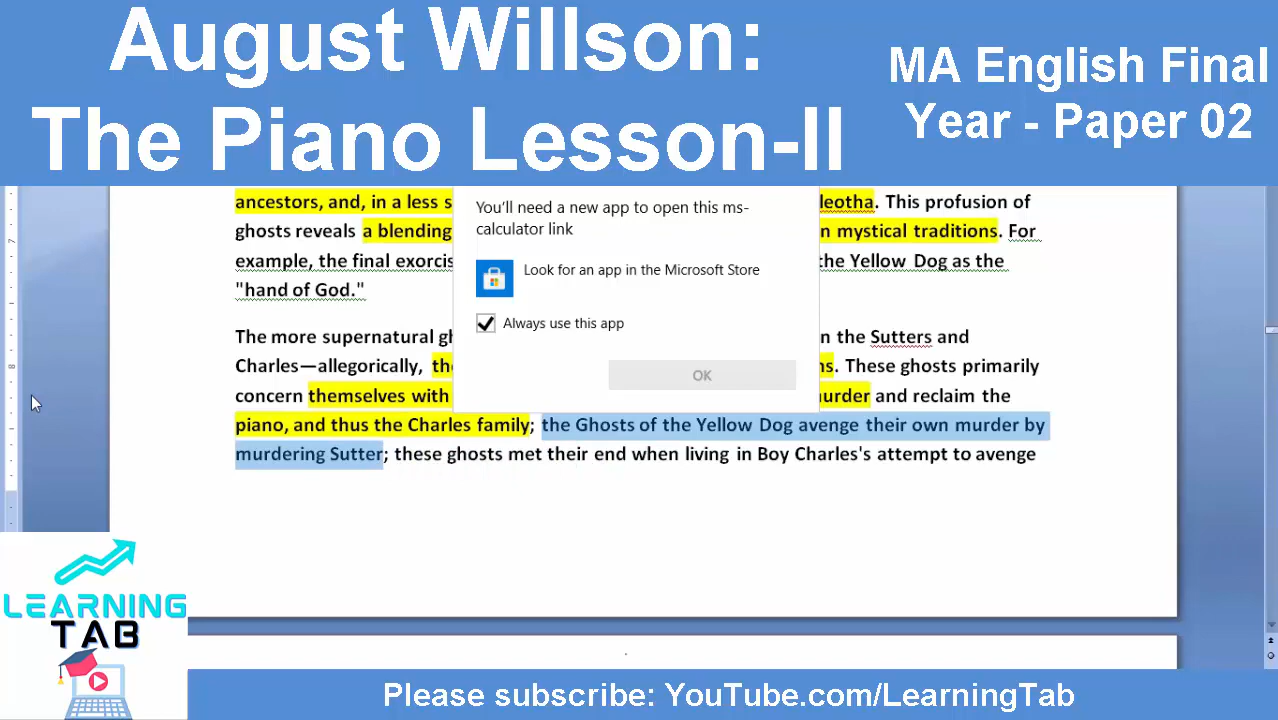 August Willson:
The Piano Lesson-II
MA English Final
Year - Paper 02
ancestors, and, in a less s
leotha. This profusion of
ghosts reveals a blending
n mystical traditions. For
example, the final exorcis
the Yellow Dog as the
"hand of God."
You'll need a new app to open this ms-
calculator link
Look for an app in the Microsoft Store
Always use this app
OK
The more supernatural gh
n the Sutters and
Charles—allegorically, the
ns. These ghosts primarily
concern themselves with
murder and reclaim the
piano, and thus the Charles family; the Ghosts of the Yellow Dog avenge their own murder by
murdering Sutter; these ghosts met their end when living in Boy Charles's attempt to avenge
7
8
LEARNING
TAB
Please subscribe: YouTube.com/LearningTab